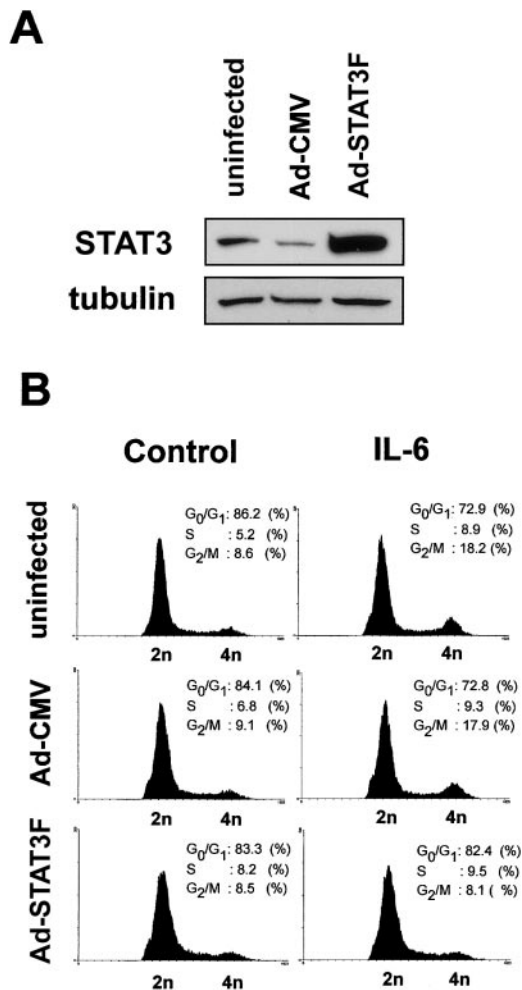 A
uninfected
Ad-CMV
Ad-STAT3F
STAT3
tubulin
B
Control
IL-6
uninfected
G0/G1: 86.2 (%)
S : 5.2 (%)
G2/M : 8.6 (%)
2n 4n
G0/G1: 72.9 (%)
S : 8.9 (%)
G2/M : 18.2 (%)
2n 4n
Ad-CMV
G0/G1: 84.1 (%)
S : 6.8 (%)
G2/M : 9.1 (%)
2n 4n
G0/G1: 72.8 (%)
S : 9.3 (%)
G2/M : 17.9 (%)
2n 4n
Ad-STAT3F
G0/G1: 83.3 (%)
S : 8.2 (%)
G2/M : 8.5 (%)
2n 4n
G0/G1: 82.4 (%)
S : 9.5 (%)
G2/M : 8.1 ( %)
2n 4n